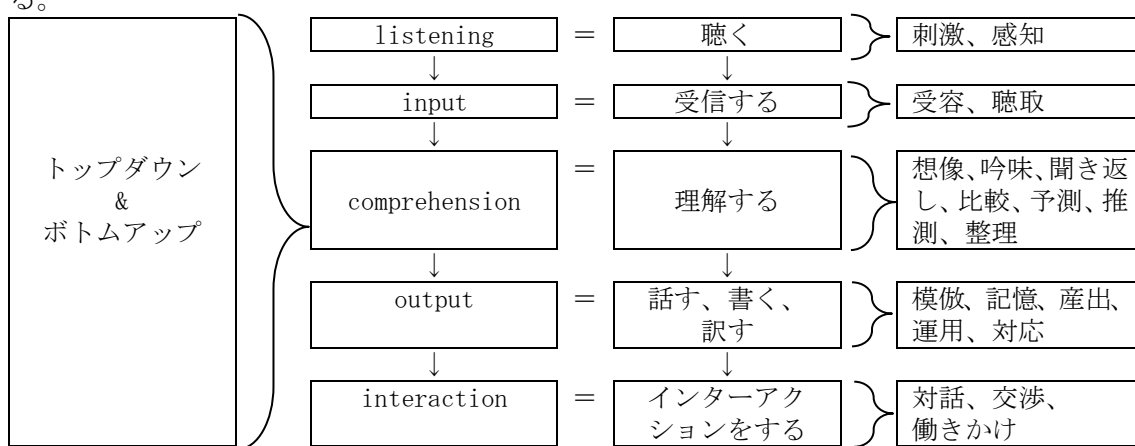 る。
listening = 聴く 刺激、感知
↓ ↓
input = 受信する 受容、聴取
↓ ↓
トップダウン
&
ボトムアップ
comprehension = 理解する
想像、吟味、聞き返
し、比較、予測、推
測、整理
↓ ↓
output = 話す、書く、
訳す
模倣、記憶、産出、
運用、対応
↓ ↓
interaction = インターアク
ションをする
対話、交渉、
働きかけ